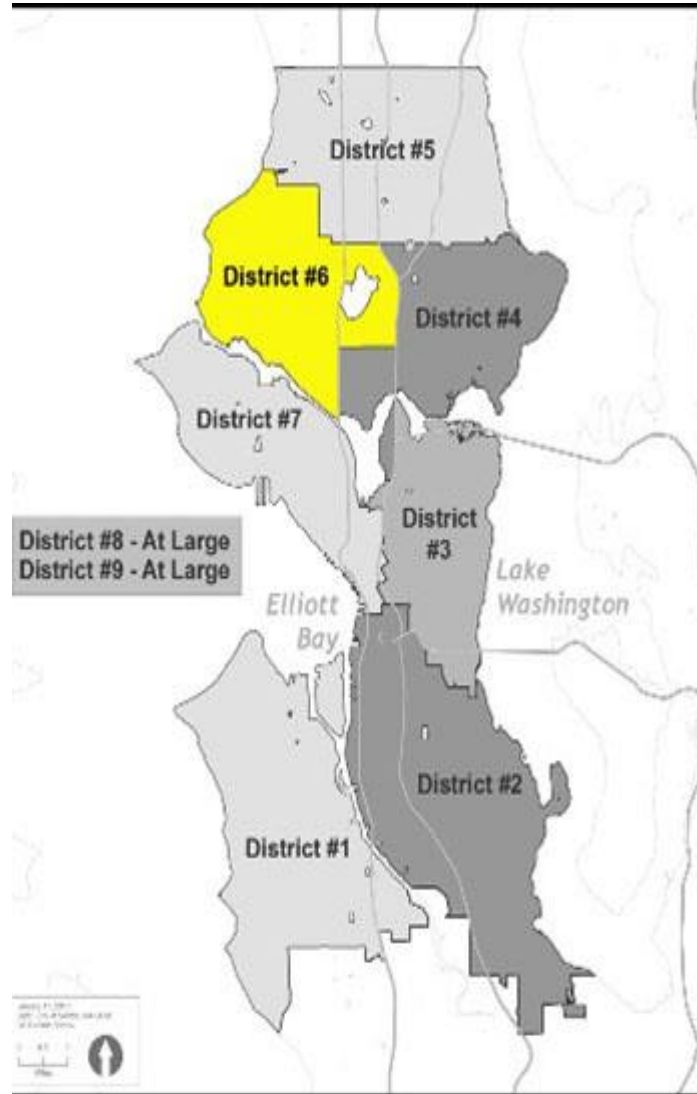 District #5
District #6
District #4
District #7
District
#3
District #8 - At Large
District #9 - At Large
Elliott
Bay
Lake
Washington
District #2
District #1